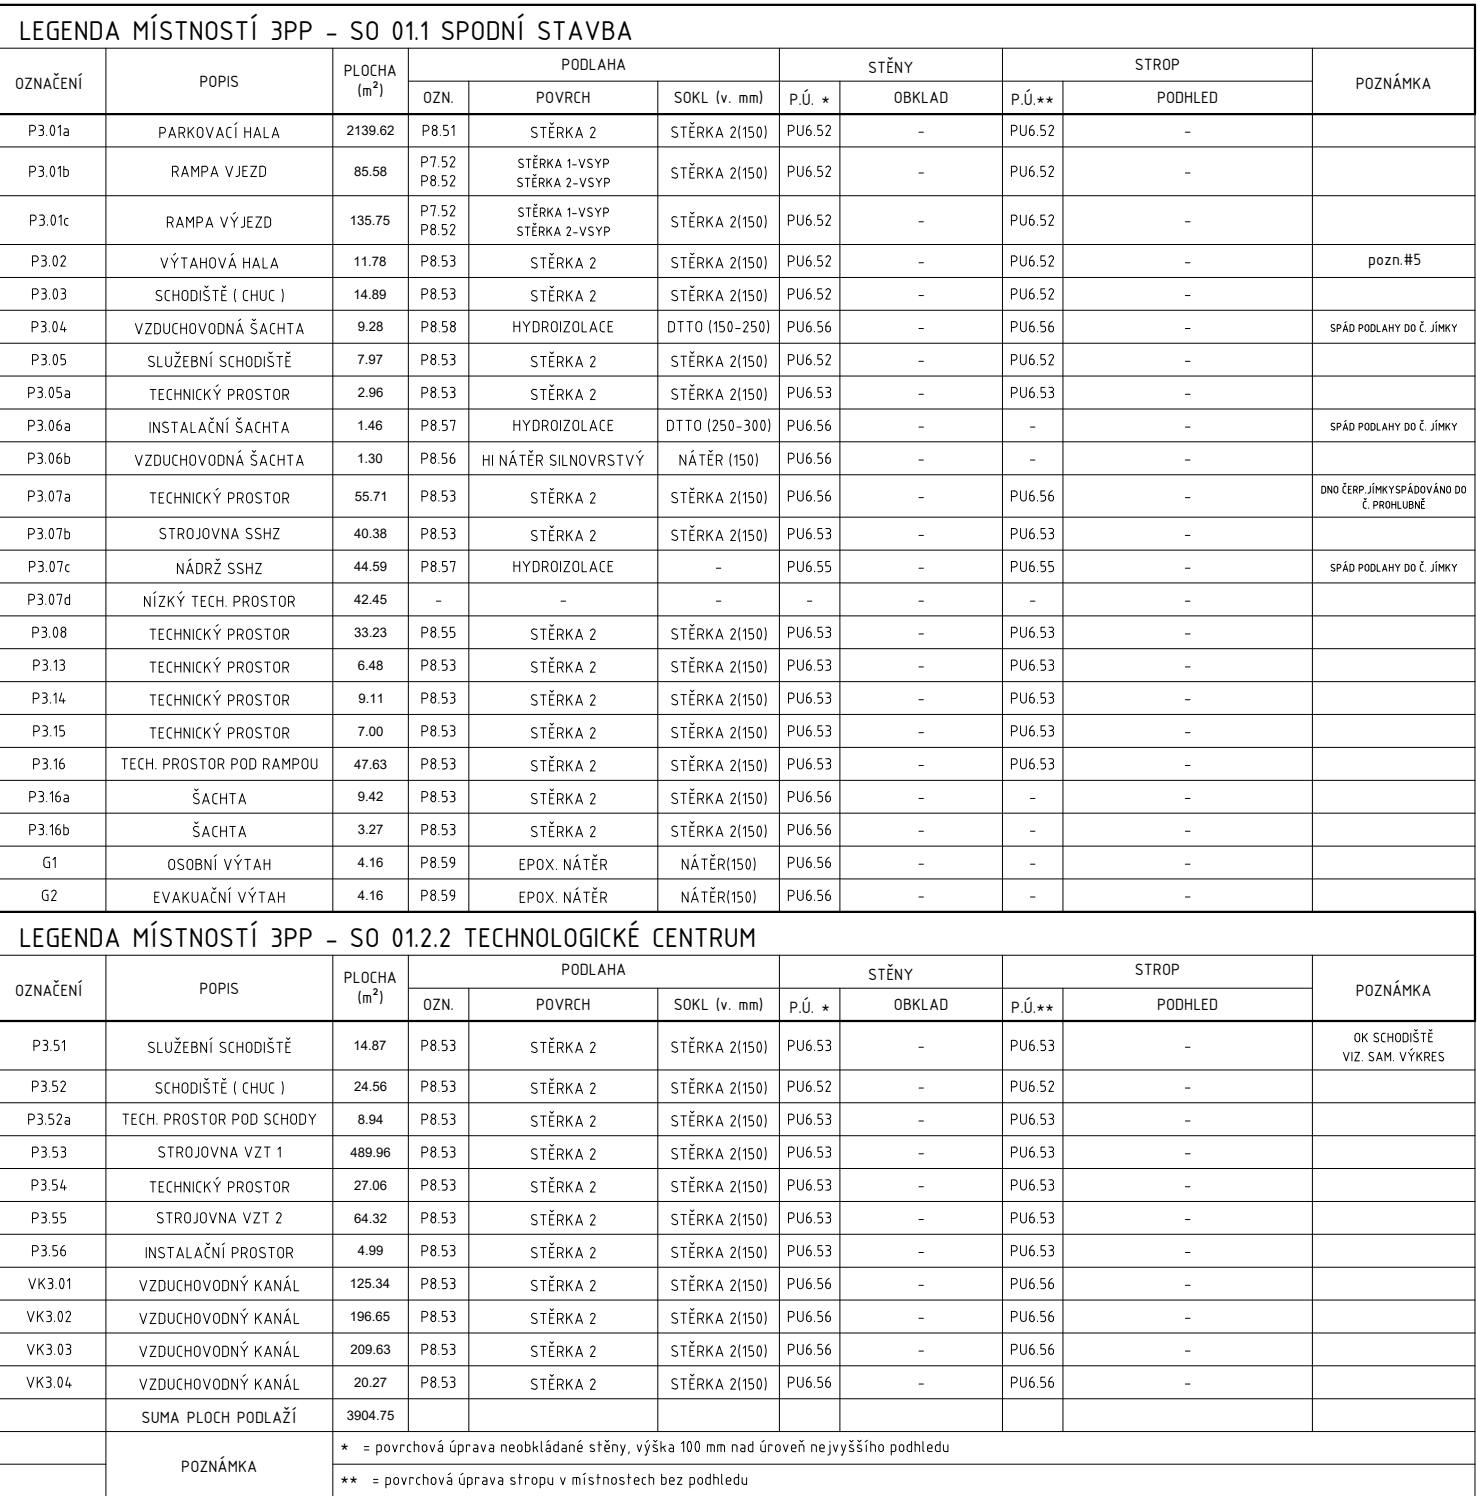 LEGENDA MÍSTNOSTÍ 3PP - SO 01.1 SPODNÍ STAVBA
OZNAČENÍ POPIS PLOCHA (m²) PODLAHA STĚNY STROP POZNÁMKA
OZN. POVRCH SOKL (v. mm) P.Ú. * OBKLAD P.Ú.** PODHLED
P3.01a PARKOVACÍ HALA 2139.62 P8.51 STĚRKA 2 STĚRKA 2(150) PU6.52 - PU6.52 -
P3.01b RAMPA VJEZD 85.58 P7.52 P8.52 STĚRKA 1-VSYP STĚRKA 2-VSYP STĚRKA 2(150) PU6.52 - PU6.52 -
P3.01c RAMPA VÝJEZD 135.75 P7.52 P8.52 STĚRKA 1-VSYP STĚRKA 2-VSYP STĚRKA 2(150) PU6.52 - PU6.52 -
P3.02 VÝTAHOVÁ HALA 11.78 P8.53 STĚRKA 2 STĚRKA 2(150) PU6.52 - PU6.52 - pozn.#5
P3.03 SCHODIŠTĚ ( CHUC ) 14.89 P8.53 STĚRKA 2 STĚRKA 2(150) PU6.52 - PU6.52 -
P3.04 VZDUCHOVODNÁ ŠACHTA 9.28 P8.58 HYDROIZOLACE DTTO (150-250) PU6.56 - PU6.56 - SPÁD PODLAHY DO Č. JÍMKY
P3.05 SLUŽEBNÍ SCHODIŠTĚ 7.97 P8.53 STĚRKA 2 STĚRKA 2(150) PU6.52 - PU6.52 -
P3.05a TECHNICKÝ PROSTOR 2.96 P8.53 STĚRKA 2 STĚRKA 2(150) PU6.53 - PU6.53 -
P3.06a INSTALAČNÍ ŠACHTA 1.46 P8.57 HYDROIZOLACE DTTO (250-300) PU6.56 - - - SPÁD PODLAHY DO Č. JÍMKY
P3.06b VZDUCHOVODNÁ ŠACHTA 1.30 P8.56 HI NÁTĚR SILNOVRSTVÝ NÁTĚR (150) PU6.56 - - -
P3.07a TECHNICKÝ PROSTOR 55.71 P8.53 STĚRKA 2 STĚRKA 2(150) PU6.56 - PU6.56 - DNO ČERP.JÍMKYSPÁDOVÁNO DO Č. PROHLUBNĚ
P3.07b STROJOVNA SSHZ 40.38 P8.53 STĚRKA 2 STĚRKA 2(150) PU6.53 - PU6.53 -
P3.07c NÁDRŽ SSHZ 44.59 P8.57 HYDROIZOLACE - PU6.55 - PU6.55 - SPÁD PODLAHY DO Č. JÍMKY
P3.07d NÍZKÝ TECH. PROSTOR 42.45 - - - - - - -
P3.08 TECHNICKÝ PROSTOR 33.23 P8.55 STĚRKA 2 STĚRKA 2(150) PU6.53 - PU6.53 -
P3.13 TECHNICKÝ PROSTOR 6.48 P8.53 STĚRKA 2 STĚRKA 2(150) PU6.53 - PU6.53 -
P3.14 TECHNICKÝ PROSTOR 9.11 P8.53 STĚRKA 2 STĚRKA 2(150) PU6.53 - PU6.53 -
P3.15 TECHNICKÝ PROSTOR 7.00 P8.53 STĚRKA 2 STĚRKA 2(150) PU6.53 - PU6.53 -
P3.16 TECH. PROSTOR POD RAMPOU 47.63 P8.53 STĚRKA 2 STĚRKA 2(150) PU6.53 - PU6.53 -
P3.16a ŠACHTA 9.42 P8.53 STĚRKA 2 STĚRKA 2(150) PU6.56 - - -
P3.16b ŠACHTA 3.27 P8.53 STĚRKA 2 STĚRKA 2(150) PU6.56 - - -
G1 OSOBNÍ VÝTAH 4.16 P8.59 EPOX. NÁTĚR NÁTĚR(150) PU6.56 - - -
G2 EVAKUAČNÍ VÝTAH 4.16 P8.59 EPOX. NÁTĚR NÁTĚR(150) PU6.56 - - -
LEGENDA MÍSTNOSTÍ 3PP - SO 01.2.2 TECHNOLOGICKÉ CENTRUM
OZNAČENÍ POPIS PLOCHA (m²) PODLAHA STĚNY STROP POZNÁMKA
OZN. POVRCH SOKL (v. mm) P.Ú. * OBKLAD P.Ú.** PODHLED
P3.51 SLUŽEBNÍ SCHODIŠTĚ 14.87 P8.53 STĚRKA 2 STĚRKA 2(150) PU6.53 - PU6.53 - OK SCHODIŠTĚ VIZ. SAM. VÝKRES
P3.52 SCHODIŠTĚ ( CHUC ) 24.56 P8.53 STĚRKA 2 STĚRKA 2(150) PU6.52 - PU6.52 -
P3.52a TECH. PROSTOR POD SCHODY 8.94 P8.53 STĚRKA 2 STĚRKA 2(150) PU6.53 - PU6.53 -
P3.53 STROJOVNA VZT 1 489.96 P8.53 STĚRKA 2 STĚRKA 2(150) PU6.53 - PU6.53 -
P3.54 TECHNICKÝ PROSTOR 27.06 P8.53 STĚRKA 2 STĚRKA 2(150) PU6.53 - PU6.53 -
P3.55 STROJOVNA VZT 2 64.32 P8.53 STĚRKA 2 STĚRKA 2(150) PU6.53 - PU6.53 -
P3.56 INSTALAČNÍ PROSTOR 4.99 P8.53 STĚRKA 2 STĚRKA 2(150) PU6.53 - PU6.53 -
VK3.01 VZDUCHOVODNÝ KANÁL 125.34 P8.53 STĚRKA 2 STĚRKA 2(150) PU6.56 - PU6.56 -
VK3.02 VZDUCHOVODNÝ KANÁL 196.65 P8.53 STĚRKA 2 STĚRKA 2(150) PU6.56 - PU6.56 -
VK3.03 VZDUCHOVODNÝ KANÁL 209.63 P8.53 STĚRKA 2 STĚRKA 2(150) PU6.56 - PU6.56 -
VK3.04 VZDUCHOVODNÝ KANÁL 20.27 P8.53 STĚRKA 2 STĚRKA 2(150) PU6.56 - PU6.56 -
SUMA PLOCH PODLAŽÍ 3904.75
POZNÁMKA
* = povrchová úprava neobkládané stěny, výška 100 mm nad úroveň nejvyššího podhledu
** = povrchová úprava stropu v místnostech bez podhledu